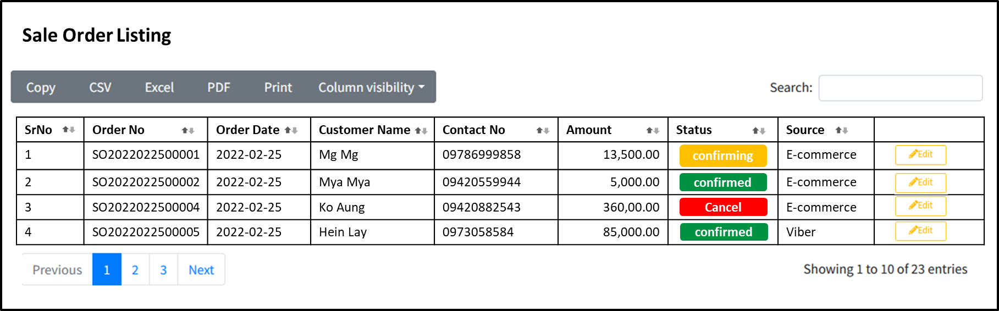 Sale Order Listing
Copy CSV Excel PDF Print Column visibility Search:
SrNo Order No Order Date Customer Name Contact No Amount Status Source
1 SO2022022500001 2022-02-25 Mg Mg 09786999858 13,500.00 confirming E-commerce Edit
2 SO2022022500002 2022-02-25 Mya Mya 09420559944 5,000.00 confirmed E-commerce Edit
3 SO2022022500004 2022-02-25 Ko Aung 09420882543 360,00.00 Cancel E-commerce Edit
4 SO2022022500005 2022-02-25 Hein Lay 0973058584 85,000.00 confirmed Viber Edit
Previous 1 2 3 Next Showing 1 to 10 of 23 entries